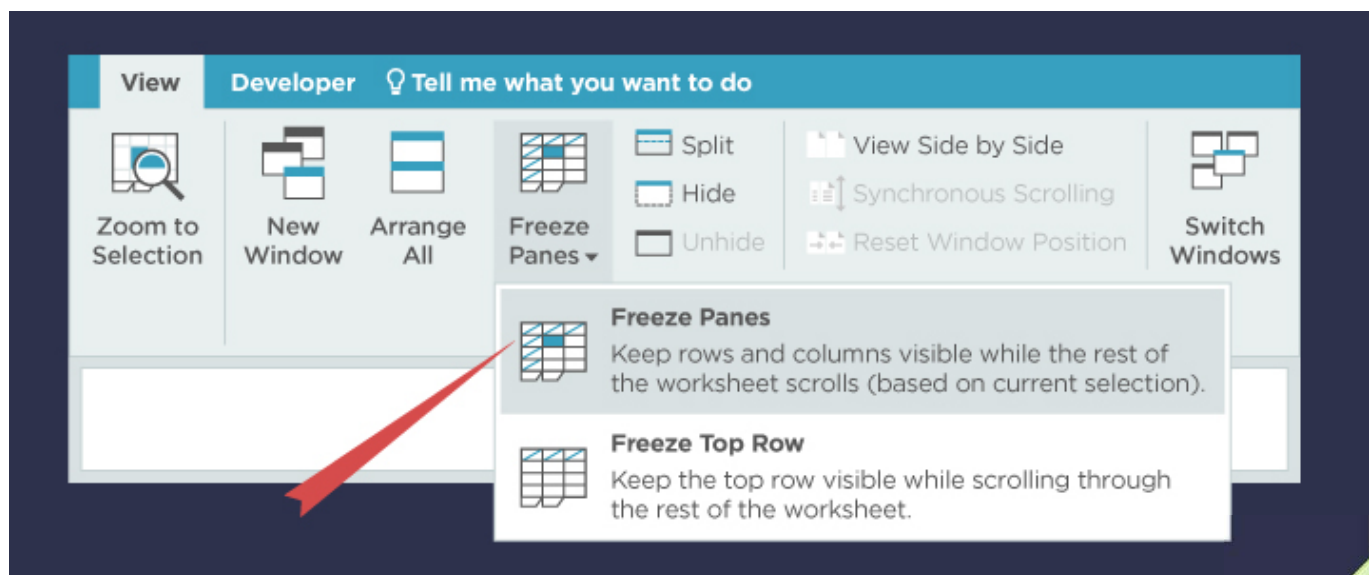 View
Developer
Tell me what you want to do
Zoom to
Selection
New
Window
Arrange
All
Freeze
Panes
Split
Hide
Unhide
View Side by Side
Synchronous Scrolling
Reset Window Position
Switch
Windows
Freeze Panes
Keep rows and columns visible while the rest of
the worksheet scrolls (based on current selection).
Freeze Top Row
Keep the top row visible while scrolling through
the rest of the worksheet.